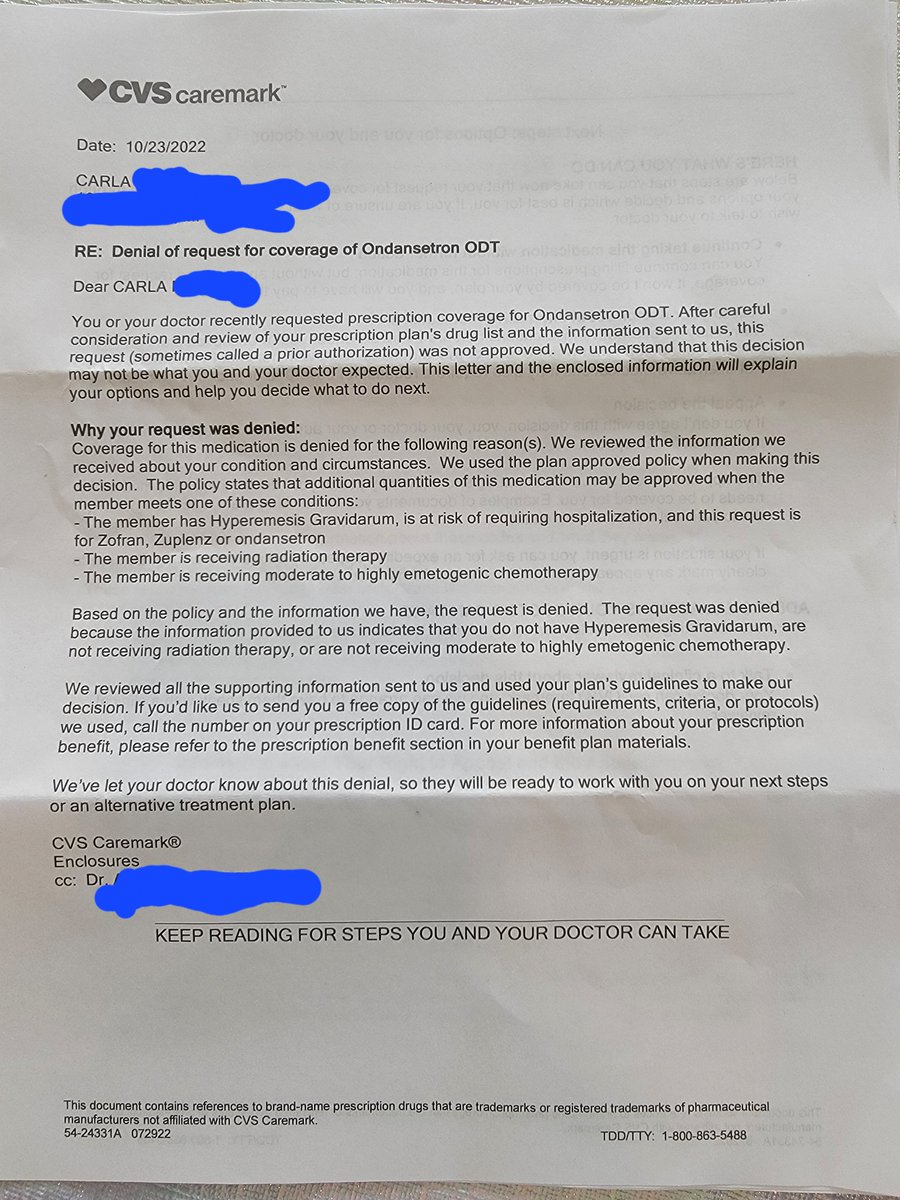 CVS caremark™
Date: 10/23/2022
CARLA
RE: Denial of request for coverage of Ondansetron ODT
Dear CARLA
You or your doctor recently requested prescription coverage for Ondansetron ODT. After careful
consideration and review of your prescription plan's drug list and the information sent to us, this
request (sometimes called a prior authorization) was not approved. We understand that this decision
may not be what you and your doctor expected. This letter and the enclosed information will explain
your options and help you decide what to do next.
Why your request was denied:
Coverage for this medication is denied for the following reason(s). We reviewed the information we
received about your condition and circumstances. We used the plan approved policy when making this
decision. The policy states that additional quantities of this medication may be approved when the
member meets one of these conditions:
- The member has Hyperemesis Gravidarum, is at risk of requiring hospitalization, and this request is
for Zofran, Zuplenz or ondansetron
- The member is receiving radiation therapy
- The member is receiving moderate to highly emetogenic chemotherapy
Based on the policy and the information we have, the request is denied. The request was denied
because the information provided to us indicates that you do not have Hyperemesis Gravidarum, are
not receiving radiation therapy, or are not receiving moderate to highly emetogenic chemotherapy.
We reviewed all the supporting information sent to us and used your plan's guidelines to make our
decision. If you'd like us to send you a free copy of the guidelines (requirements, criteria, or protocols)
we used, call the number on your prescription ID card. For more information about your prescription
benefit, please refer to the prescription benefit section in your benefit plan materials.
We've let your doctor know about this denial, so they will be ready to work with you on your next steps
or an alternative treatment plan.
CVS Caremark®
Enclosures
cc: Dr.
KEEP READING FOR STEPS YOU AND YOUR DOCTOR CAN TAKE
This document contains references to brand-name prescription drugs that are trademarks or registered trademarks of pharmaceutical
manufacturers not affiliated with CVS Caremark.
54-24331A 072922
TDD/TTY: 1-800-863-5488